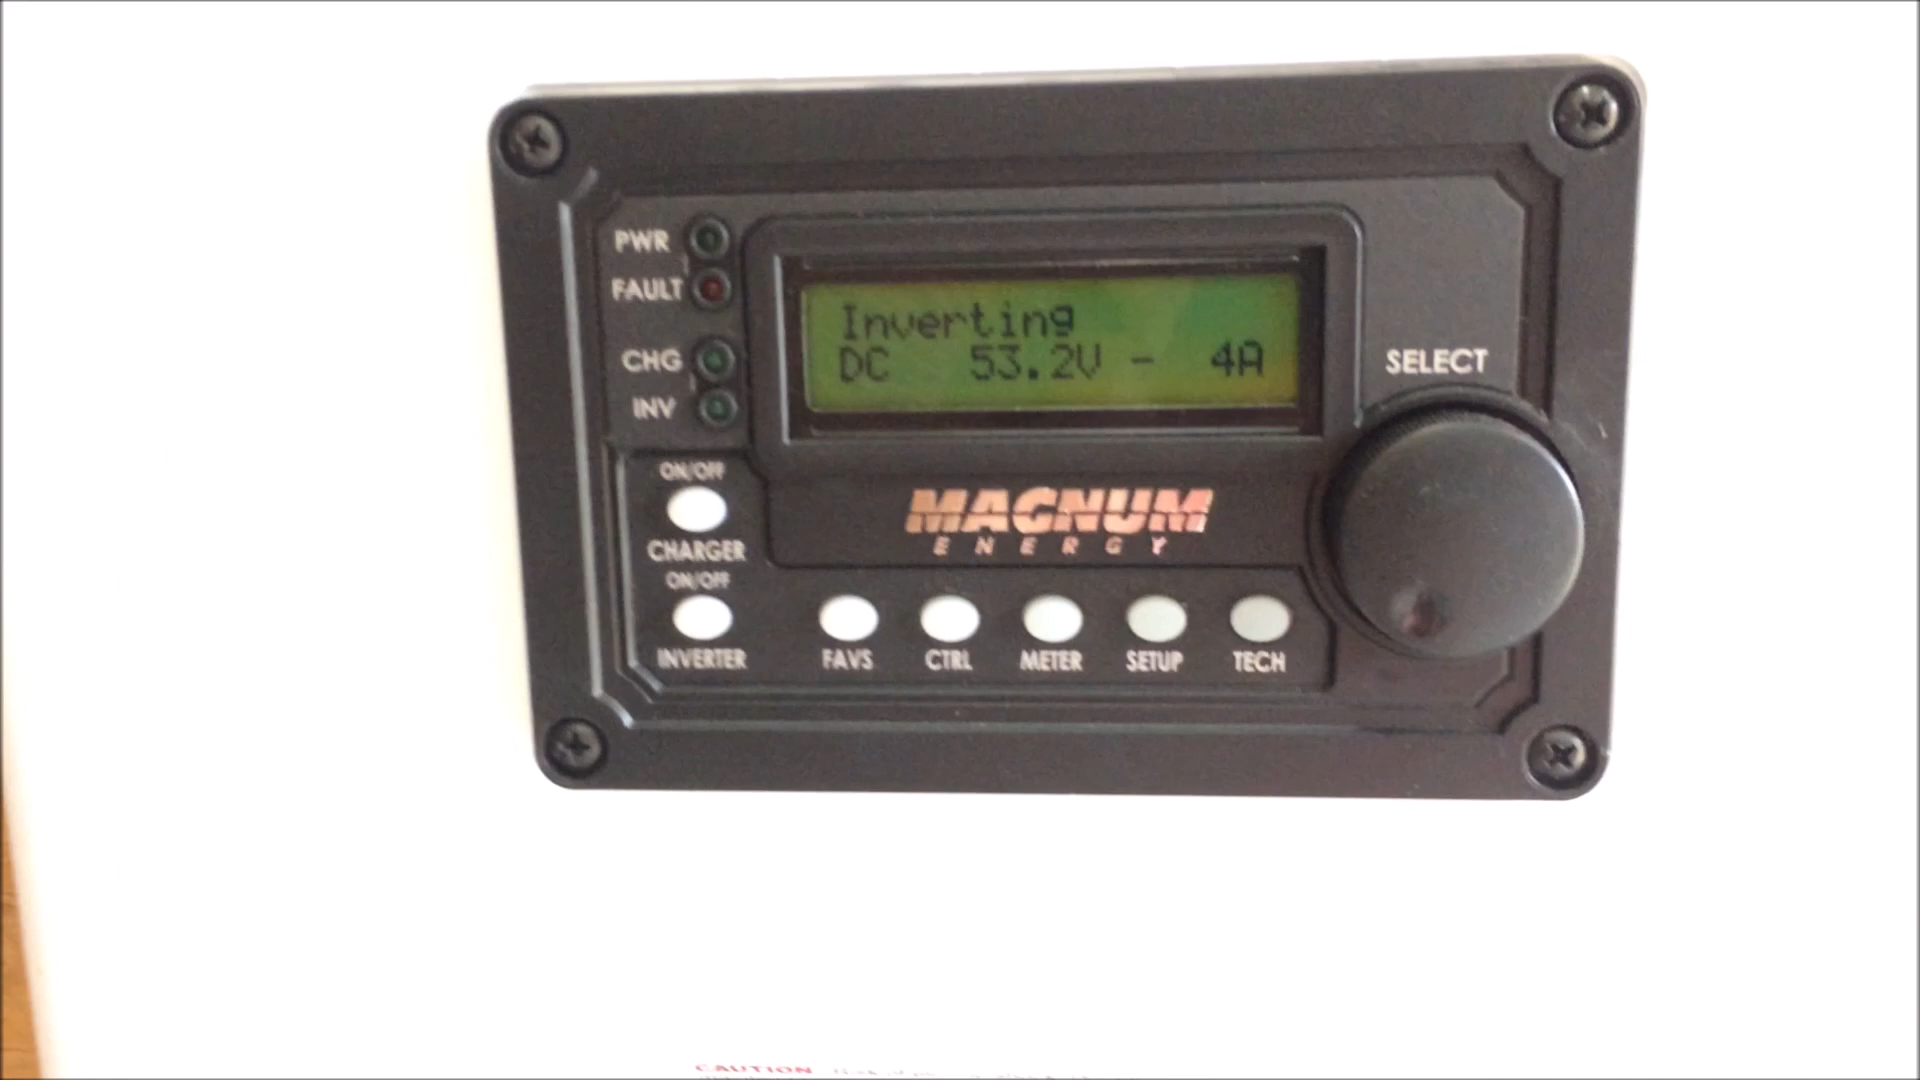 PWR
FAULT
CHG
INV
Inverting
DC 53.2V - 4A
SELECT
ON/OFF
CHARGER
ON/OFF
INVERTER
MAGNUM
ENERGY
FAVS
CTRL
METER
SETUP
TECH
CAUTION